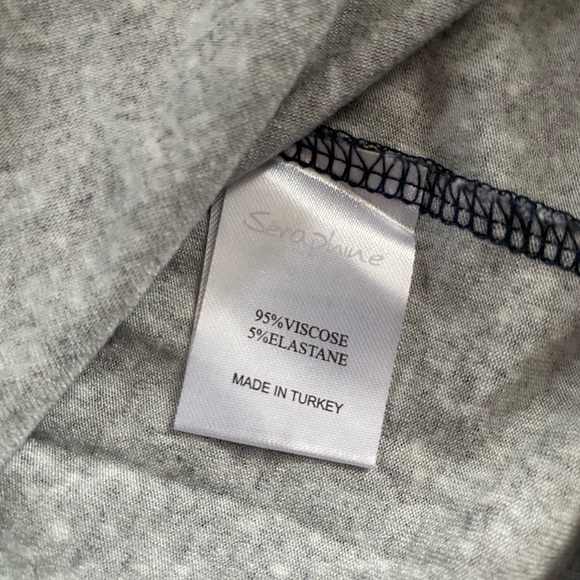 Seraphine
95%VISCOSE
5%ELASTANE
MADE IN TURKEY